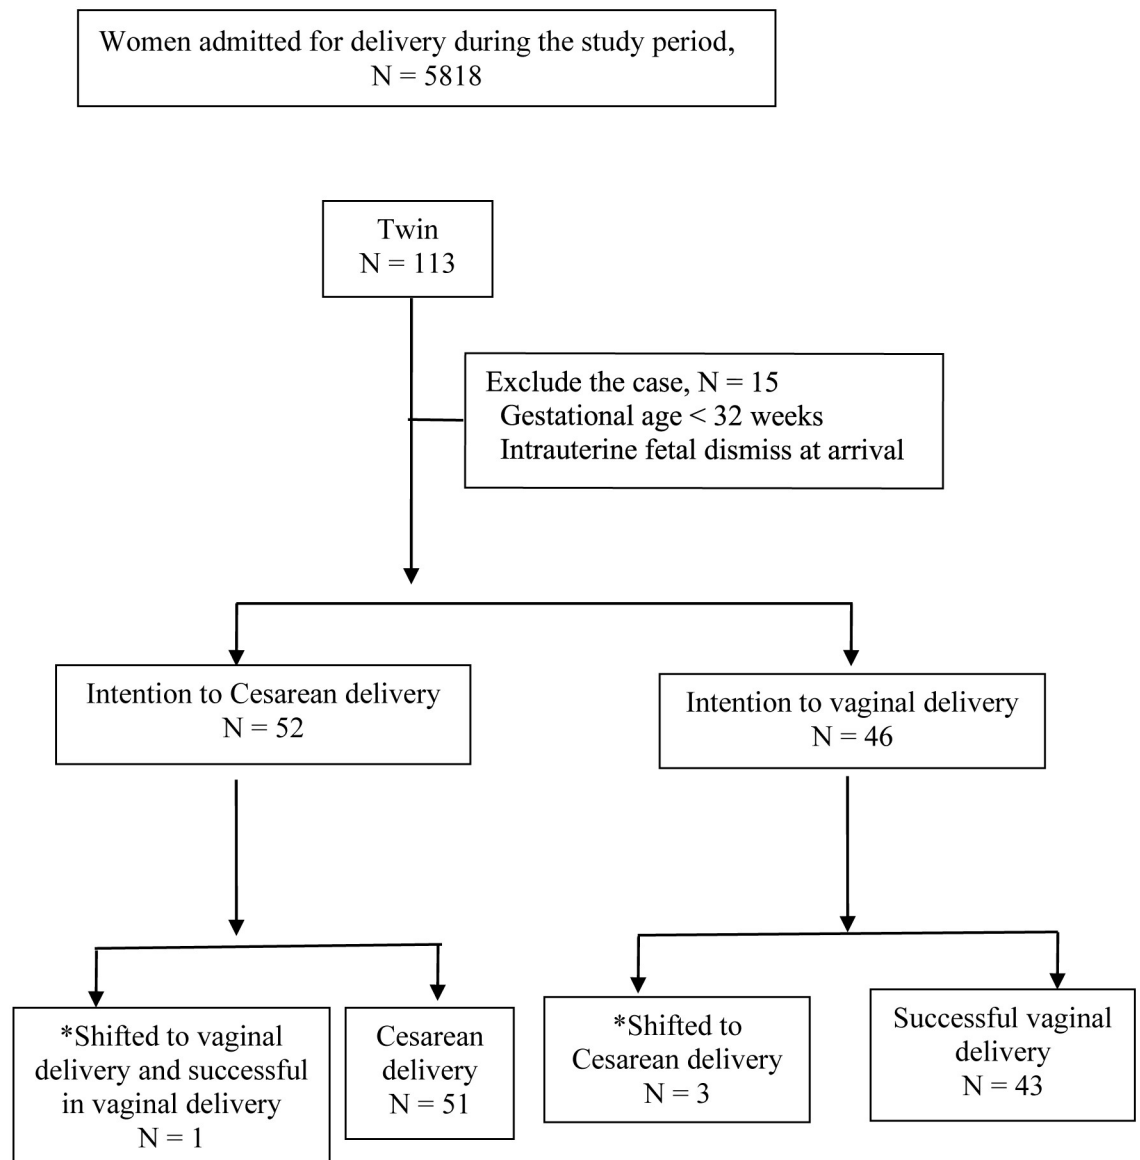 Women admitted for delivery during the study period,
N = 5818
Twin
N = 113
Exclude the case, N = 15
Gestational age < 32 weeks
Intrauterine fetal dismiss at arrival
Intention to Cesarean delivery
N = 52
Intention to vaginal delivery
N = 46
*Shifted to vaginal
delivery and successful
in vaginal delivery
N = 1
Cesarean
delivery
N = 51
*Shifted to
Cesarean delivery
N = 3
Successful vaginal
delivery
N = 43